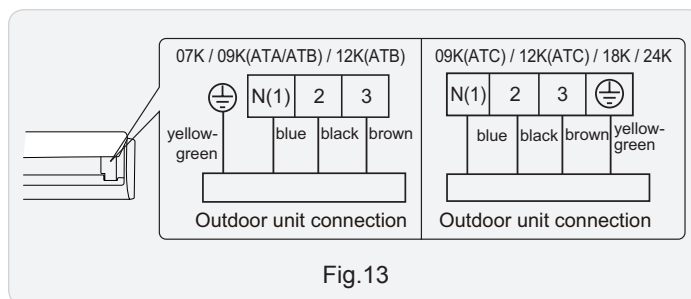 07K / 09K(ATA/ATB) / 12K(ATB)
N(1) 2 3
yellow-green
blue black brown
Outdoor unit connection
09K(ATC) / 12K(ATC) / 18K / 24K
N(1) 2 3
blue black brown yellow-green
Outdoor unit connection
Fig.13